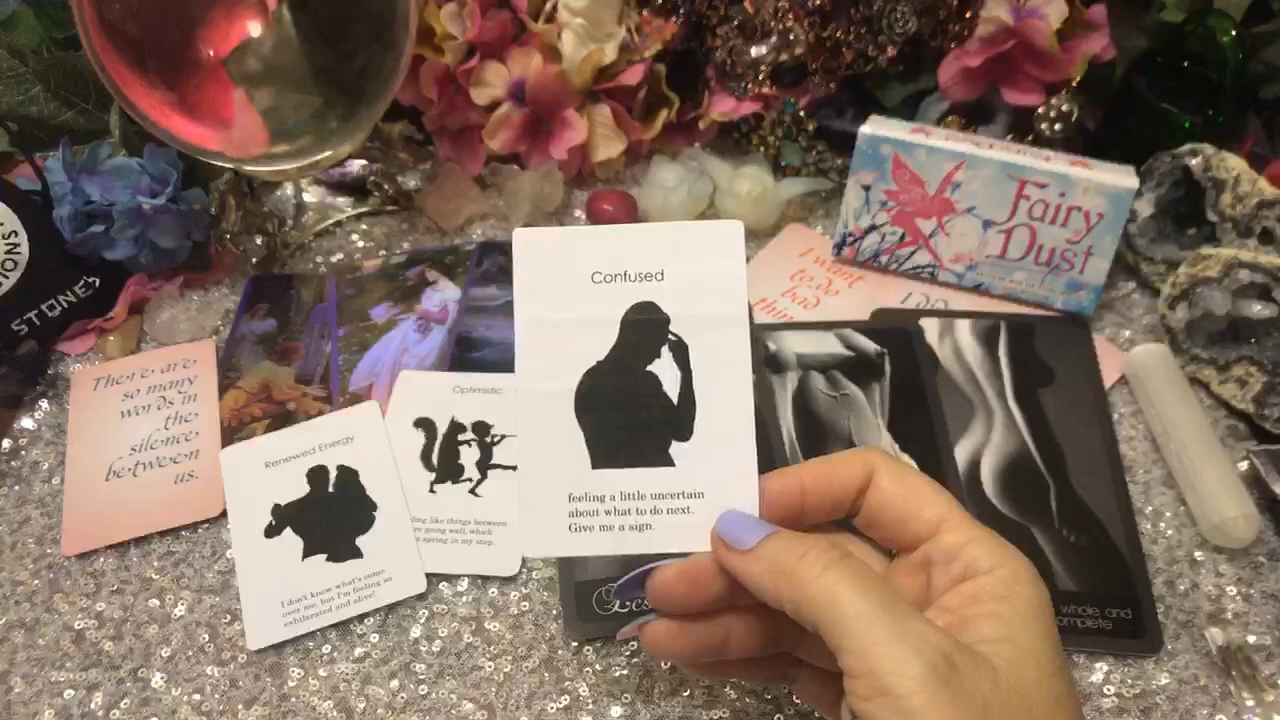 STONES
Fairy
Dust
I want
to do
bad
I do
There are
so many
words in
the
silence
between
us.
Renewed Energy
I don't know what's come
over me, but I'm feeling so
exhilarated and alive!
Optimistic
like things between
going well, which
a spring in my step.
Confused
feeling a little uncertain
about what to do next.
Give me a sign.
whole and